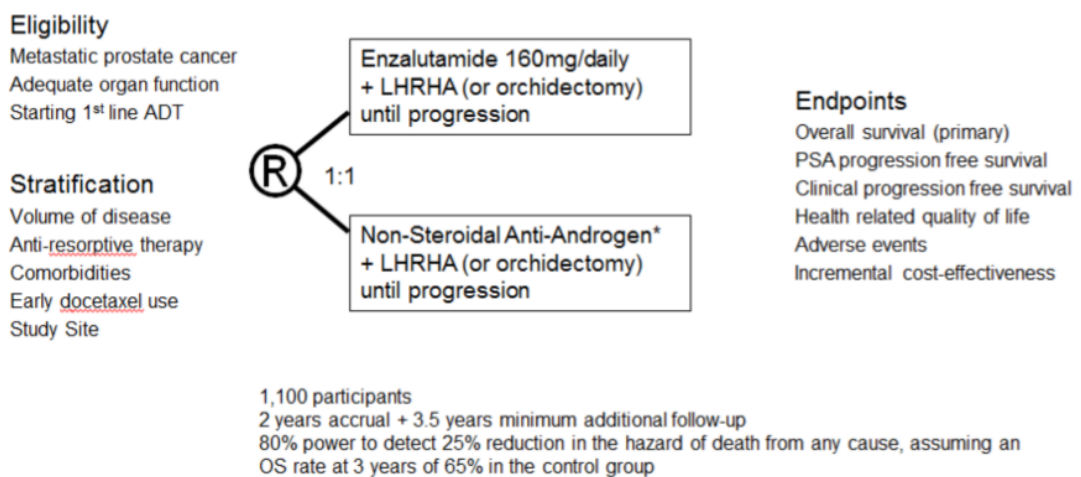 Eligibility
Metastatic prostate cancer
Adequate organ function
Starting 1st line ADT
Stratification
Volume of disease
Anti-resorptive therapy
Comorbidities
Early docetaxel use
Study Site
R
1:1
Enzalutamide 160mg/daily
+ LHRHA (or orchidectomy)
until progression
Non-Steroidal Anti-Androgen*
+ LHRHA (or orchidectomy)
until progression
Endpoints
Overall survival (primary)
PSA progression free survival
Clinical progression free survival
Health related quality of life
Adverse events
Incremental cost-effectiveness
1,100 participants
2 years accrual + 3.5 years minimum additional follow-up
80% power to detect 25% reduction in the hazard of death from any cause, assuming an
OS rate at 3 years of 65% in the control group